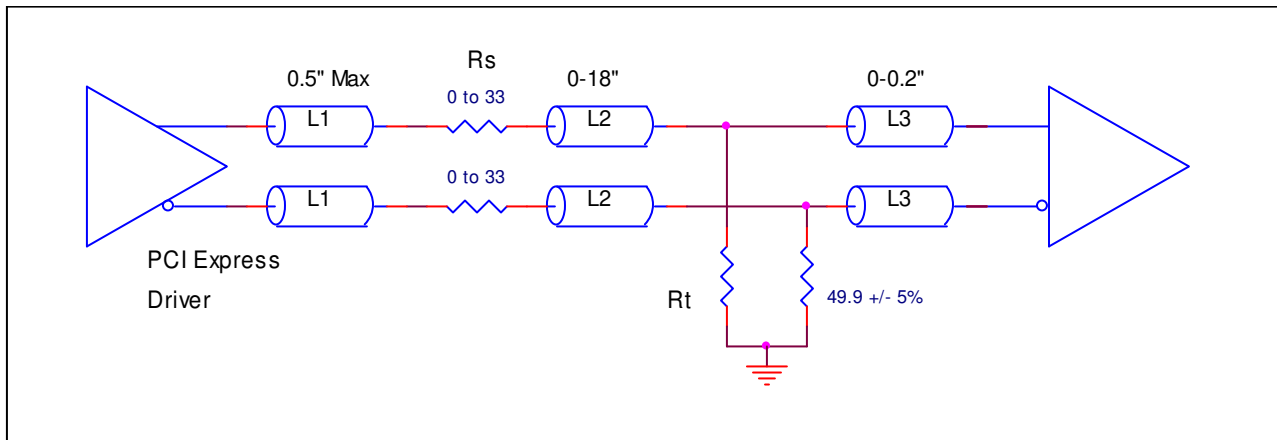 Rs
0.5" Max
0-18"
0-0.2"
0 to 33
L1
L2
L3
0 to 33
L1
L2
L3
PCI Express
Driver
Rt
49.9 +/- 5%